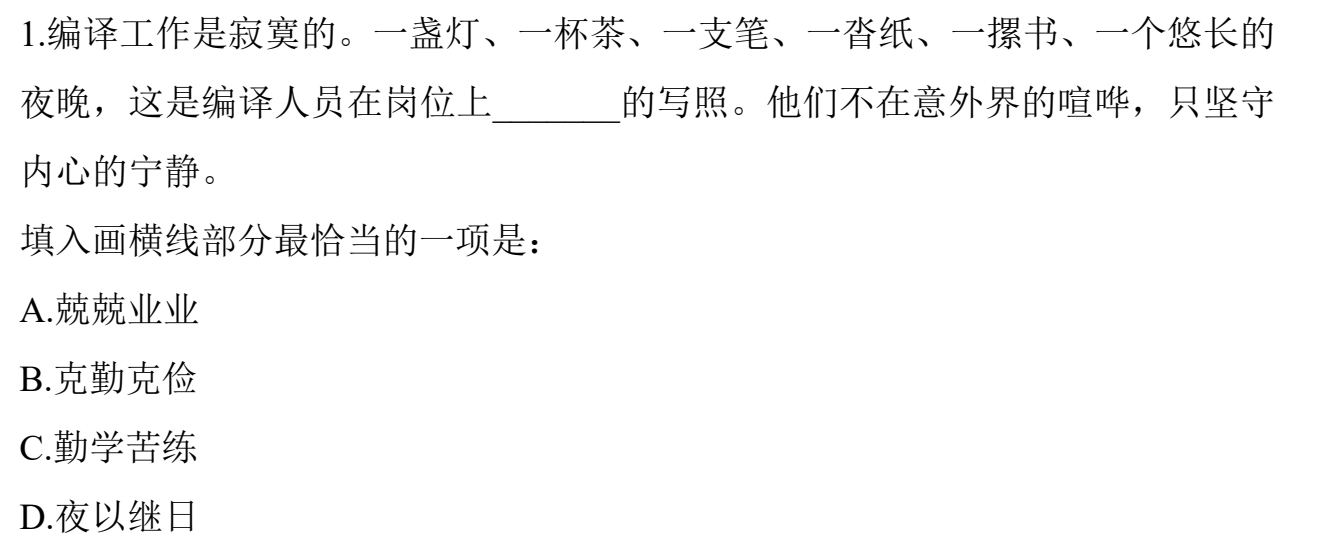 1.编译工作是寂寞的。一盏灯、一杯茶、一支笔、一沓纸、一摞书、一个悠长的
夜晚，这是编译人员在岗位上_______的写照。他们不在意外界的喧哗，只坚守
内心的宁静。
填入画横线部分最恰当的一项是：
A.兢兢业业
B.克勤克俭
C.勤学苦练
D.夜以继日